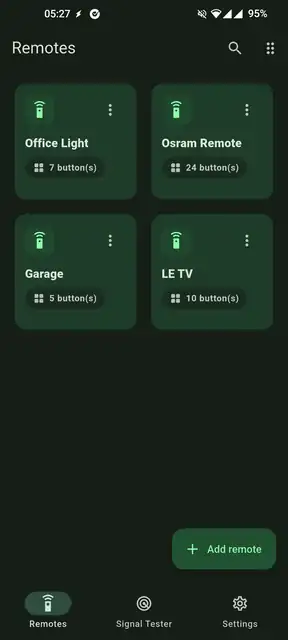 05:27 95%
Remotes
Office Light
7 button(s)
Osram Remote
24 button(s)
Garage
5 button(s)
LE TV
10 button(s)
Add remote
Remotes
Signal Tester
Settings